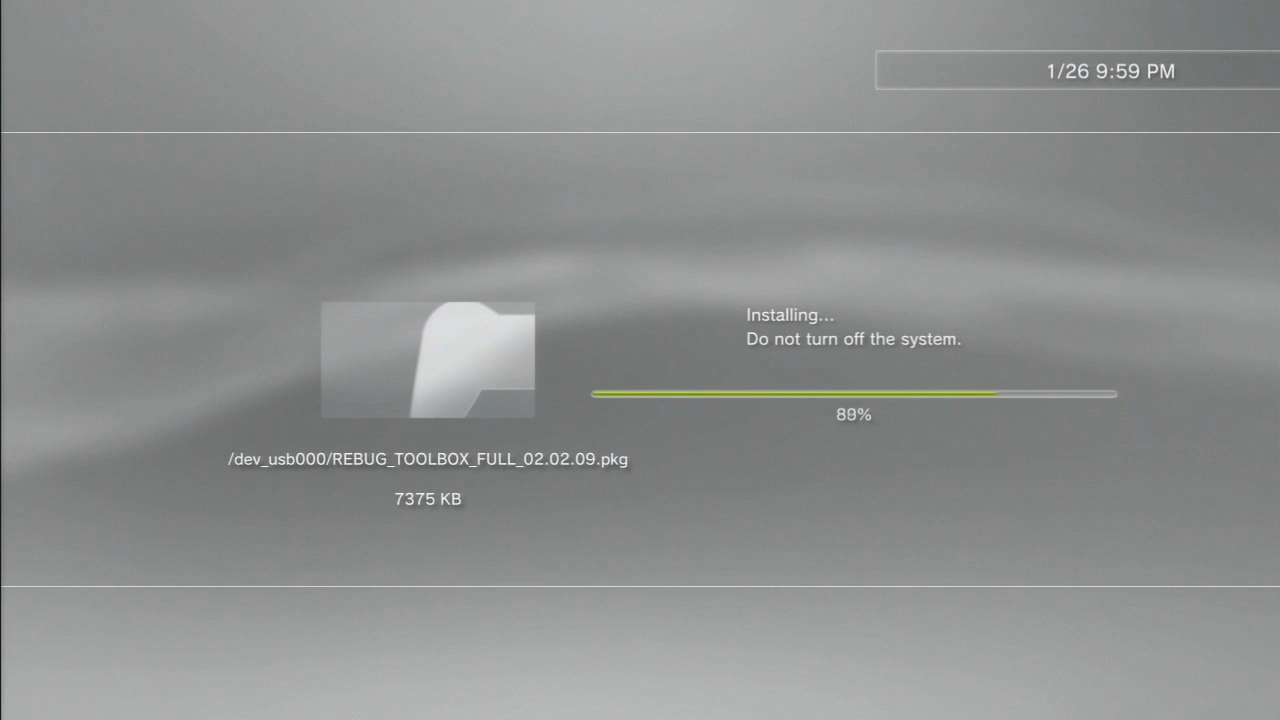 1/26 9:59 PM
Installing...
Do not turn off the system.
89%
/dev_usb000/REBUG_TOOLBOX_FULL_02.02.09.pkg
7375 KB